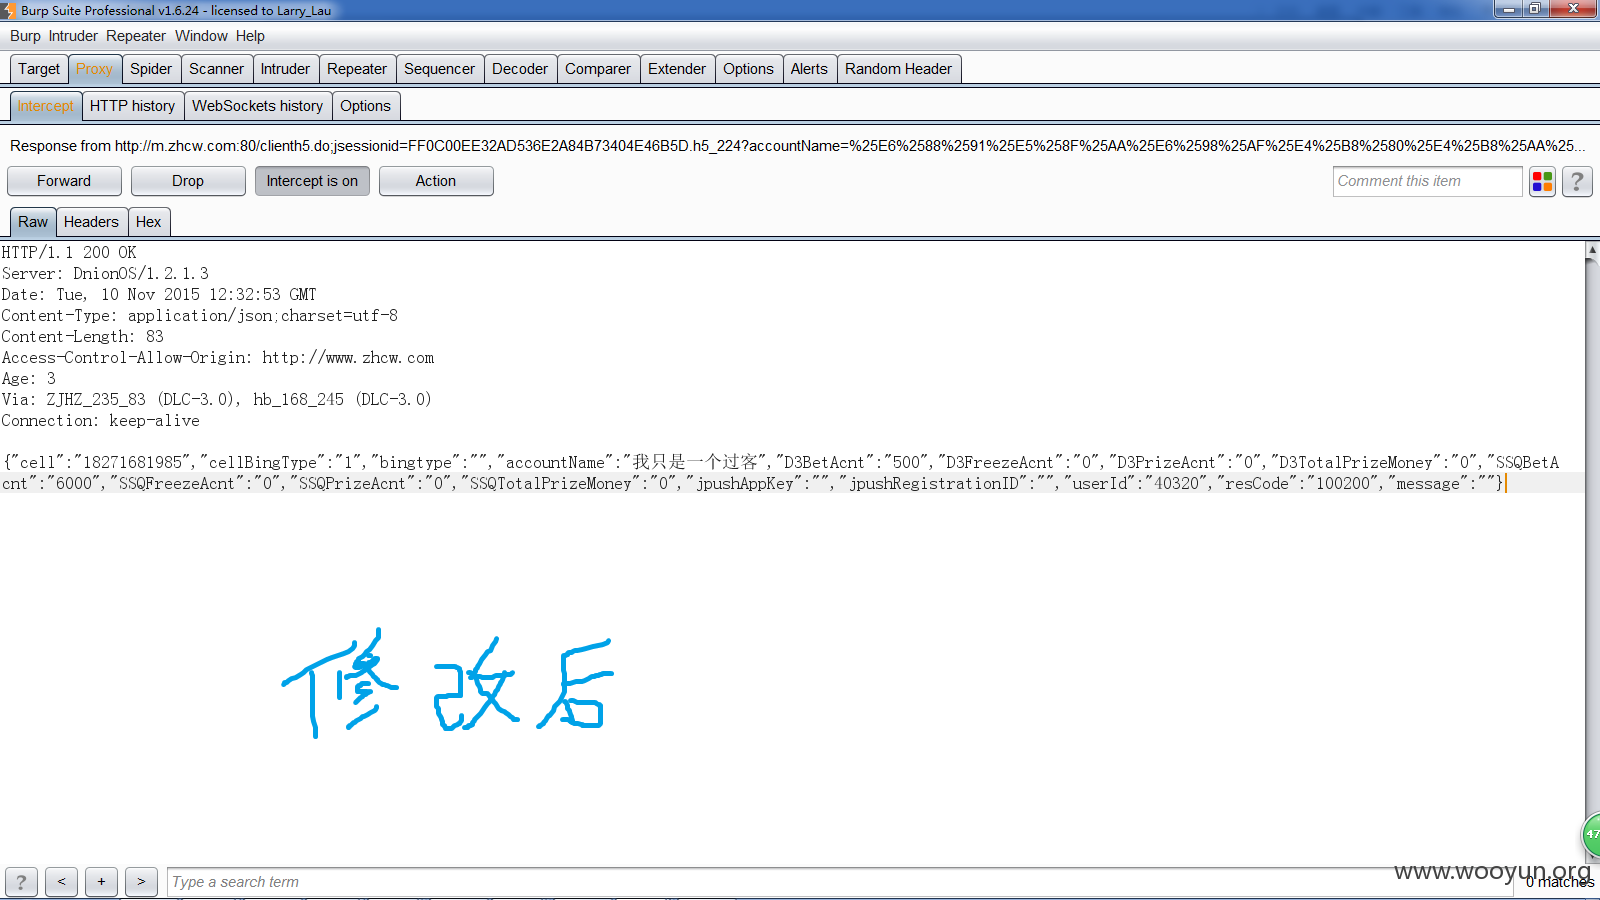 Burp Suite Professional v1.6.24 - licensed to Larry_Lau
Burp Intruder Repeater Window Help
Target Proxy Spider Scanner Intruder Repeater Sequencer Decoder Comparer Extender Options Alerts Random Header
Intercept HTTP history WebSockets history Options
Response from http://m.zhcw.com:80/clienth5.do;jsessionid=FF0C00EE32AD536E2A84B73404E46B5D.h5_224?accountName=%25E6%2588%2591%25E5%258F%25AA%25E6%2598%25AF%25E4%25B8%2580%25E4%25B8%25AA%25...
Forward Drop Intercept is on Action Comment this item ?
Raw Headers Hex
HTTP/1.1 200 OK
Server: DnionOS/1.2.1.3
Date: Tue, 10 Nov 2015 12:32:53 GMT
Content-Type: application/json;charset=utf-8
Content-Length: 83
Access-Control-Allow-Origin: http://www.zhcw.com
Age: 3
Via: ZJHZ_235_83 (DLC-3.0), hb_168_245 (DLC-3.0)
Connection: keep-alive
{"cell":"18271681985","cellBingType":"1","bingtype":"","accountName":"我只是一个过客","D3BetAcnt":"500","D3FreezeAcnt":"0","D3PrizeAcnt":"0","D3TotalPrizeMoney":"0","SSQBetA
cnt":"6000","SSQFreezeAcnt":"0","SSQPrizeAcnt":"0","SSQTotalPrizeMoney":"0","jpushAppKey":"","jpushRegistrationID":"","userId":"40320","resCode":"100200","message":""}
修改后
47
www.wooyun.org
? < + > Type a search term 0 matches